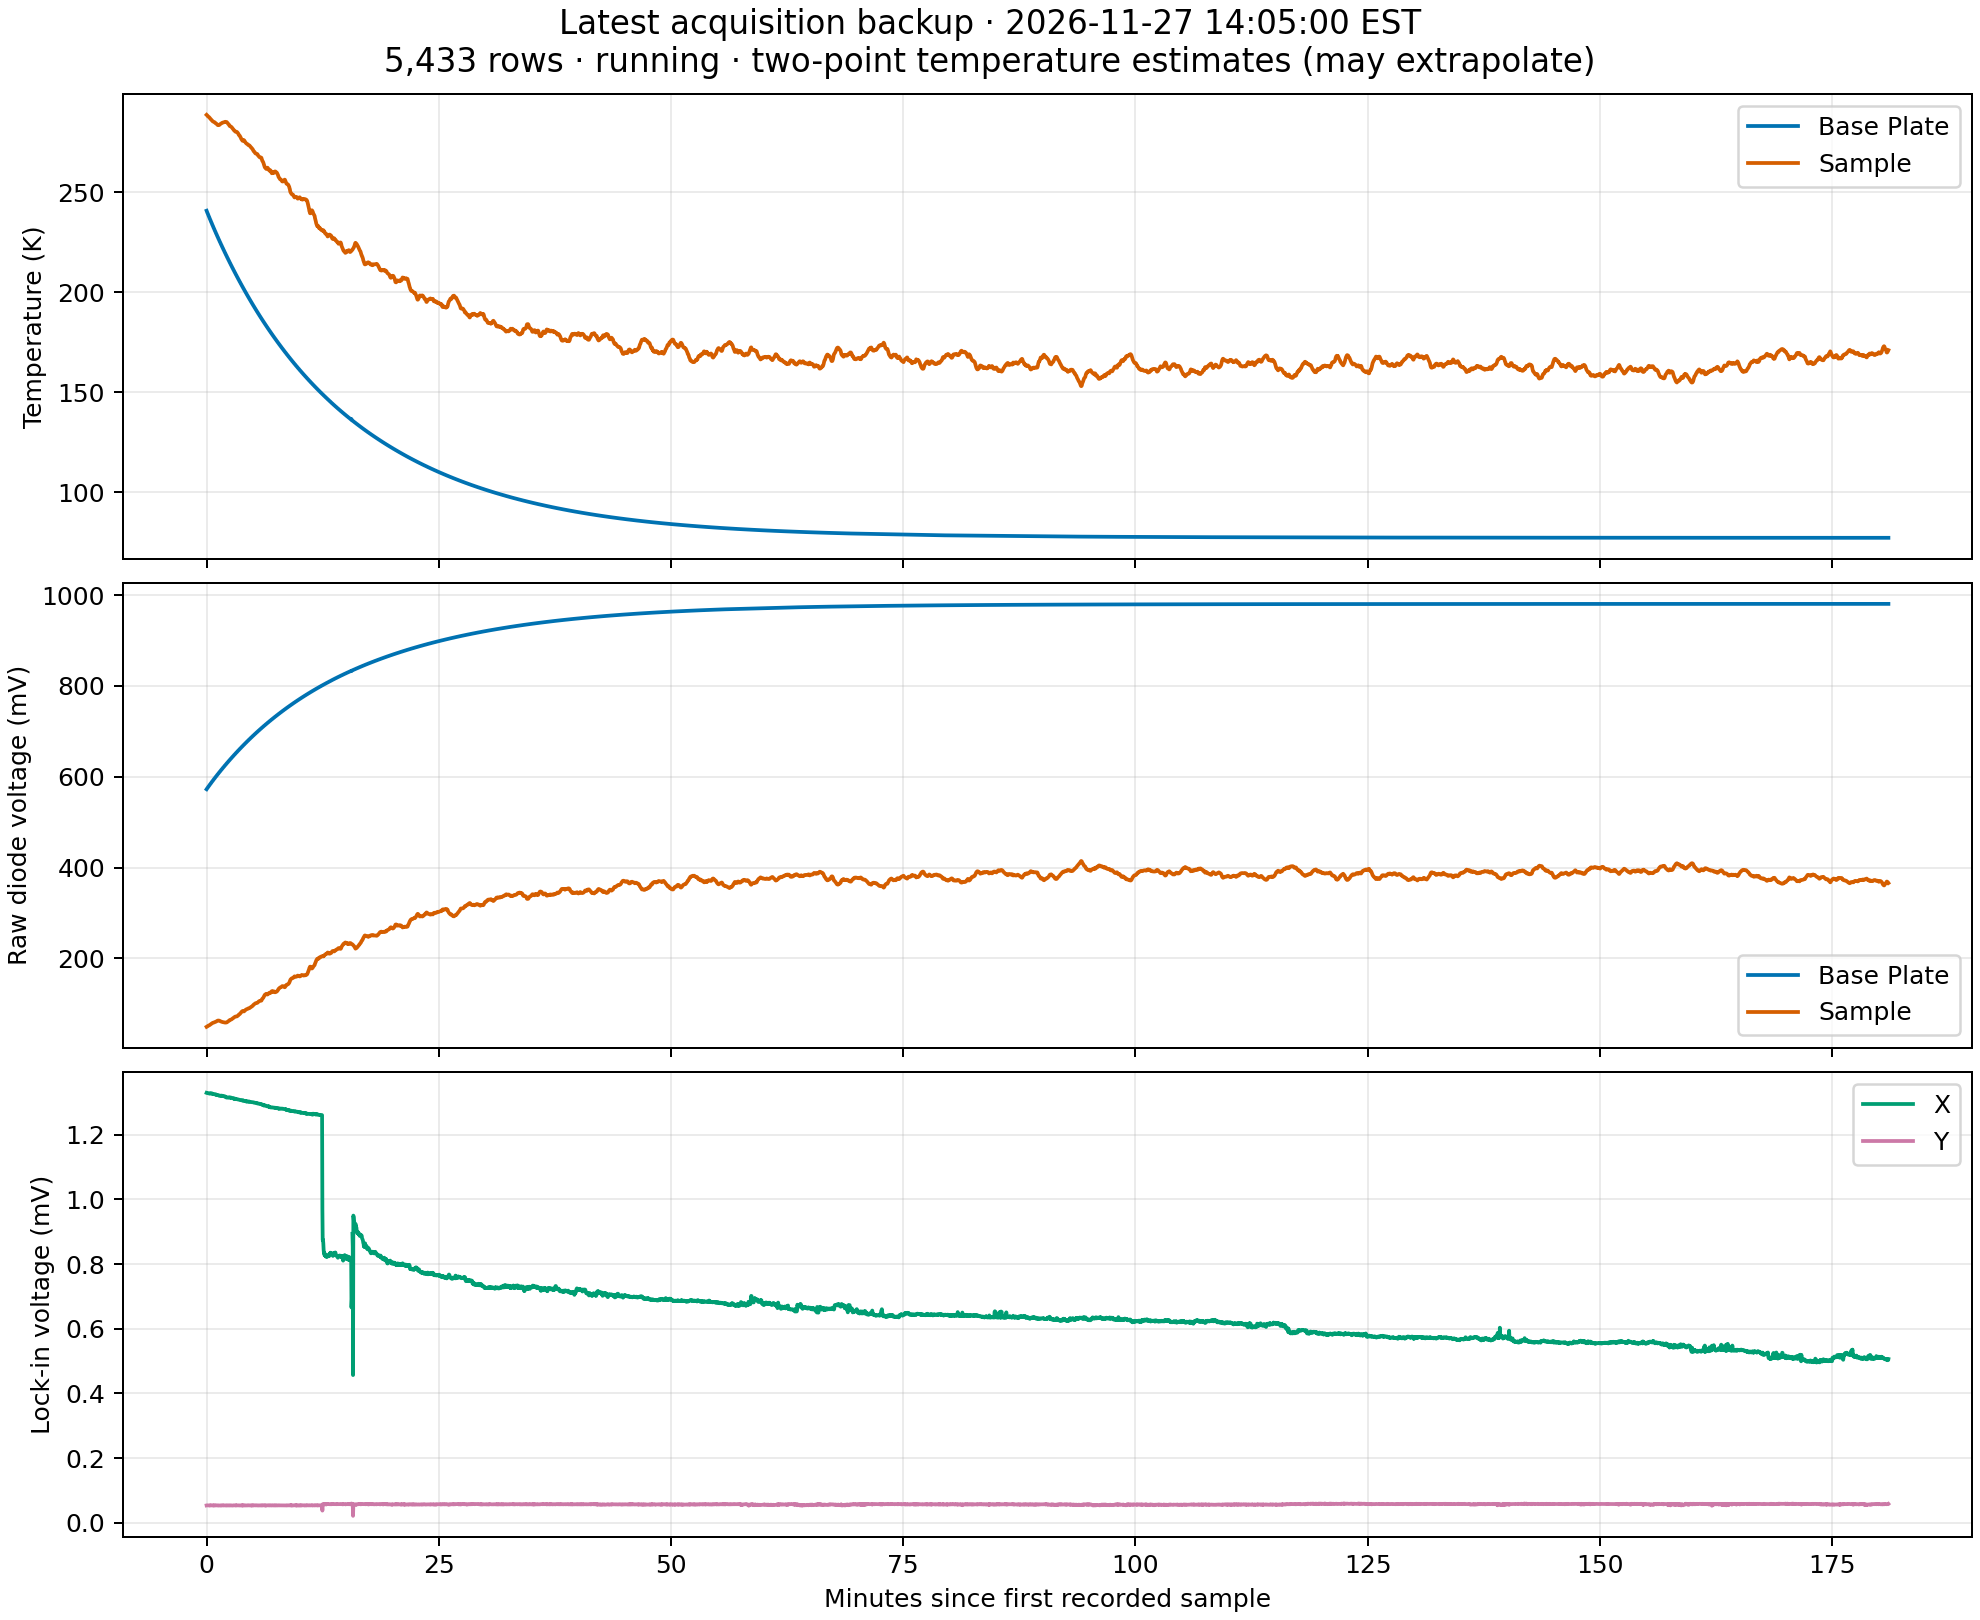 Latest acquisition backup · 2026-11-27 14:05:00 EST
5,433 rows · running · two-point temperature estimates (may extrapolate)
Temperature (K)
250
200
150
100
Base Plate
Sample
Raw diode voltage (mV)
1000
800
600
400
200
Base Plate
Sample
Lock-in voltage (mV)
1.2
1.0
0.8
0.6
0.4
0.2
0.0
X
Y
0 25 50 75 100 125 150 175
Minutes since first recorded sample